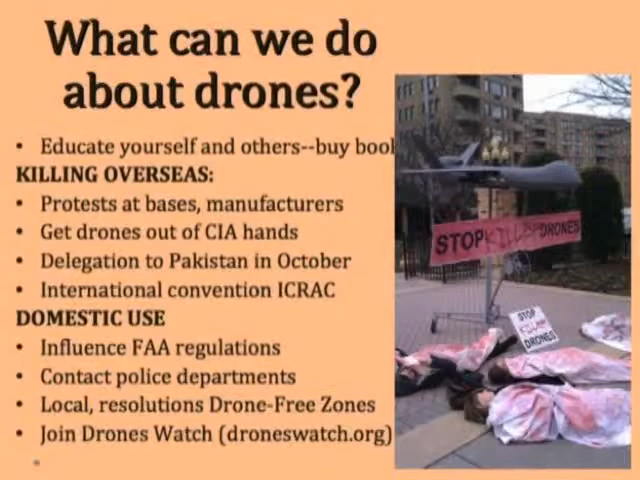 What can we do
about drones?
• Educate yourself and others--buy book
KILLING OVERSEAS:
• Protests at bases, manufacturers
• Get drones out of CIA hands
• Delegation to Pakistan in October
• International convention ICRAC
DOMESTIC USE
• Influence FAA regulations
• Contact police departments
• Local, resolutions Drone-Free Zones
• Join Drones Watch (droneswatch.org)
STOP KILLER DRONES
STOP
KILLER
DRONES